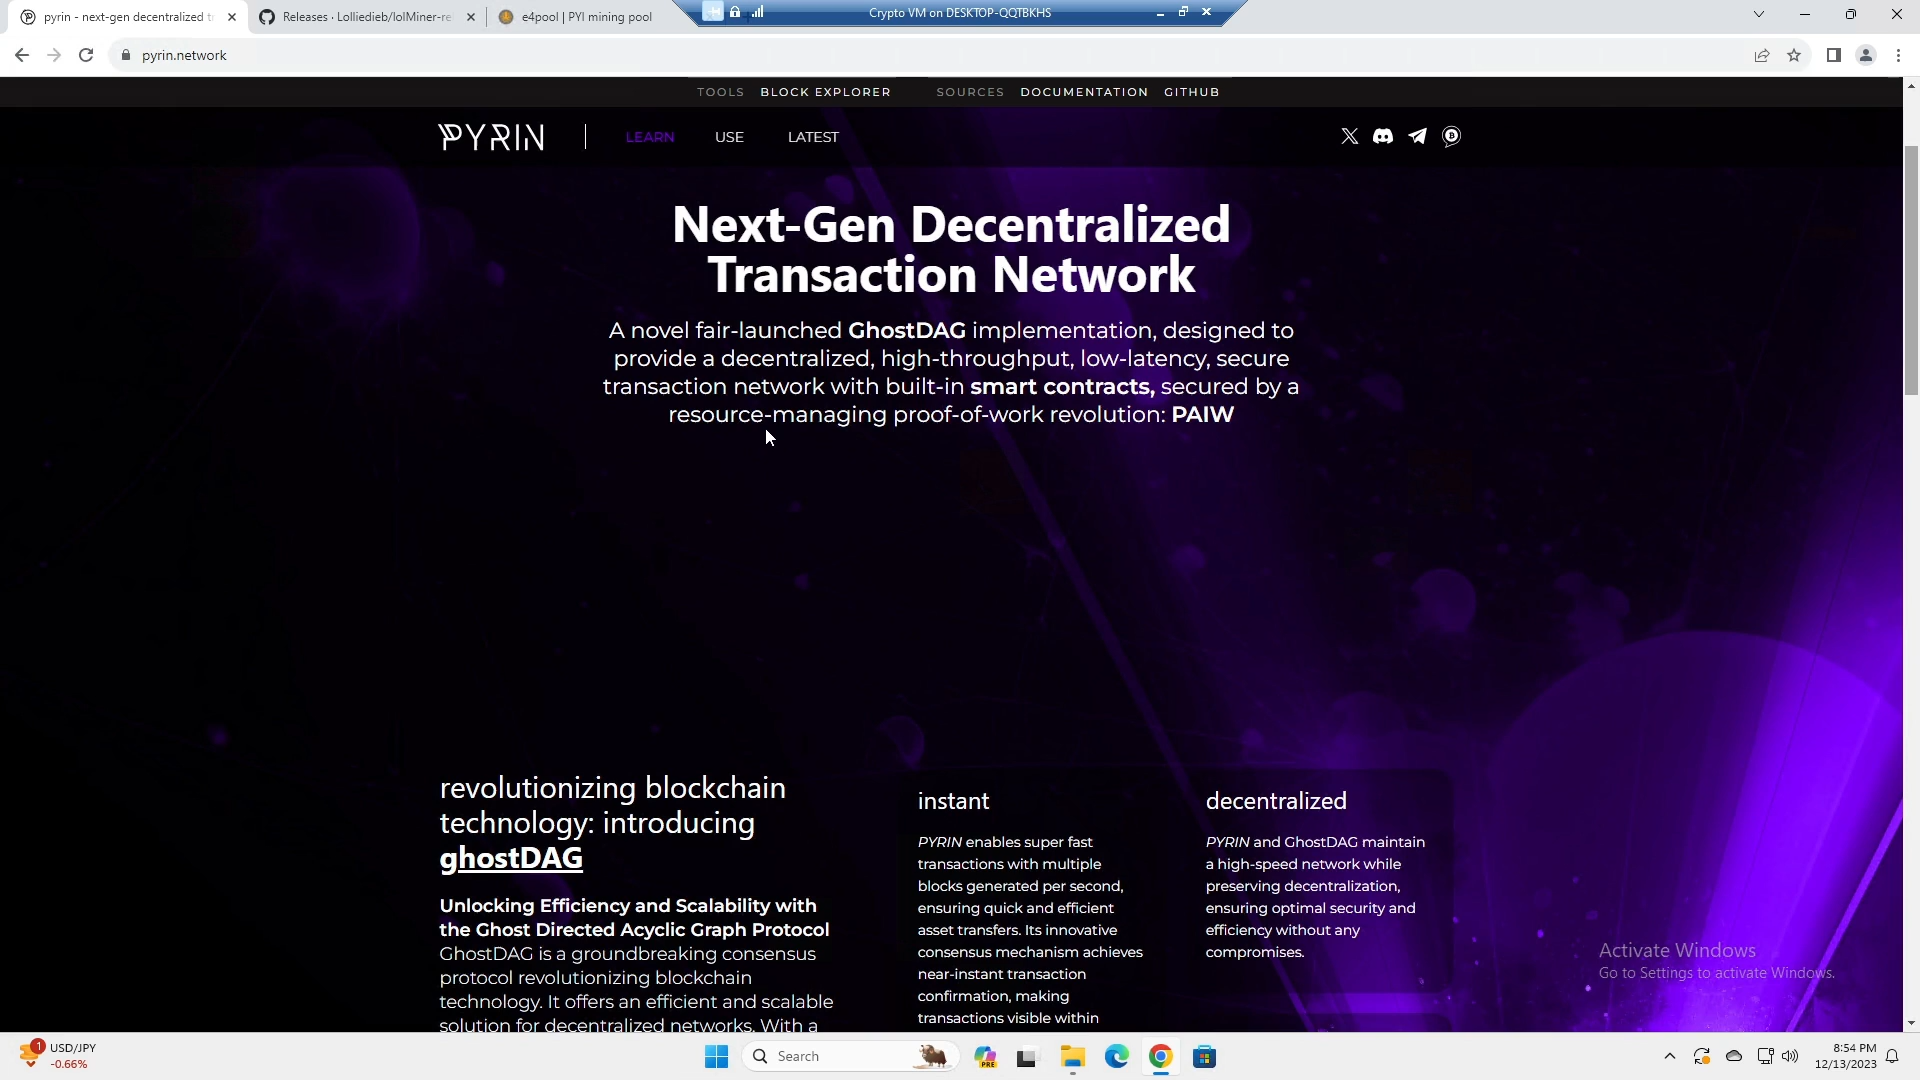 pyrin - next-gen decentralized t
Releases · Lolliedieb/lolMiner-re
e4pool | PYI mining pool
Crypto VM on DESKTOP-QQTBKHS
pyrin.network
TOOLS BLOCK EXPLORER SOURCES DOCUMENTATION GITHUB
PYRIN LEARN USE LATEST
Next-Gen Decentralized
Transaction Network
A novel fair-launched GhostDAG implementation, designed to
provide a decentralized, high-throughput, low-latency, secure
transaction network with built-in smart contracts, secured by a
resource-managing proof-of-work revolution: PAIW
revolutionizing blockchain
technology: introducing
ghostDAG
Unlocking Efficiency and Scalability with
the Ghost Directed Acyclic Graph Protocol
GhostDAG is a groundbreaking consensus
protocol revolutionizing blockchain
technology. It offers an efficient and scalable
solution for decentralized networks. With a
instant
PYRIN enables super fast
transactions with multiple
blocks generated per second,
ensuring quick and efficient
asset transfers. Its innovative
consensus mechanism achieves
near-instant transaction
confirmation, making
transactions visible within
decentralized
PYRIN and GhostDAG maintain
a high-speed network while
preserving decentralization,
ensuring optimal security and
efficiency without any
compromises.
Activate Windows
Go to Settings to activate Windows.
1
USD/JPY
-0.66%
Search
PRE
8:54 PM
12/13/2023